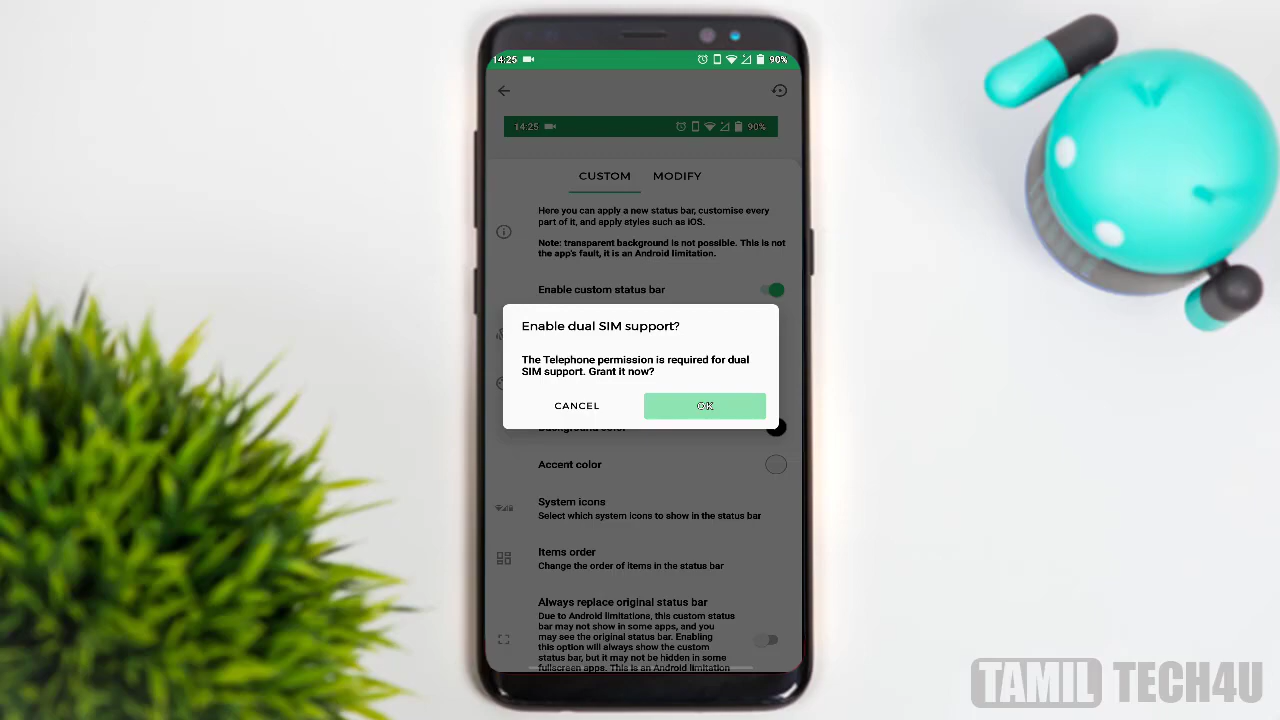 14:25 90%
14:25 90%
CUSTOM MODIFY
Here you can apply a new status bar, customise every
part of it, and apply styles such as iOS.
Note: transparent background is not possible. This is not
the app's fault, it is an Android limitation.
Enable custom status bar
Enable dual SIM support?
The Telephone permission is required for dual
SIM support. Grant it now?
CANCEL OK
Background color
Accent color
System icons
Select which system icons to show in the status bar
Items order
Change the order of items in the status bar
Always replace original status bar
Due to Android limitations, this custom status
bar may not show in some apps, and you
may see the original status bar. Enabling
this option will always show the custom
status bar, but it may not be hidden in some
fullscreen apps. This is an Android limitation
TAMIL TECH4U